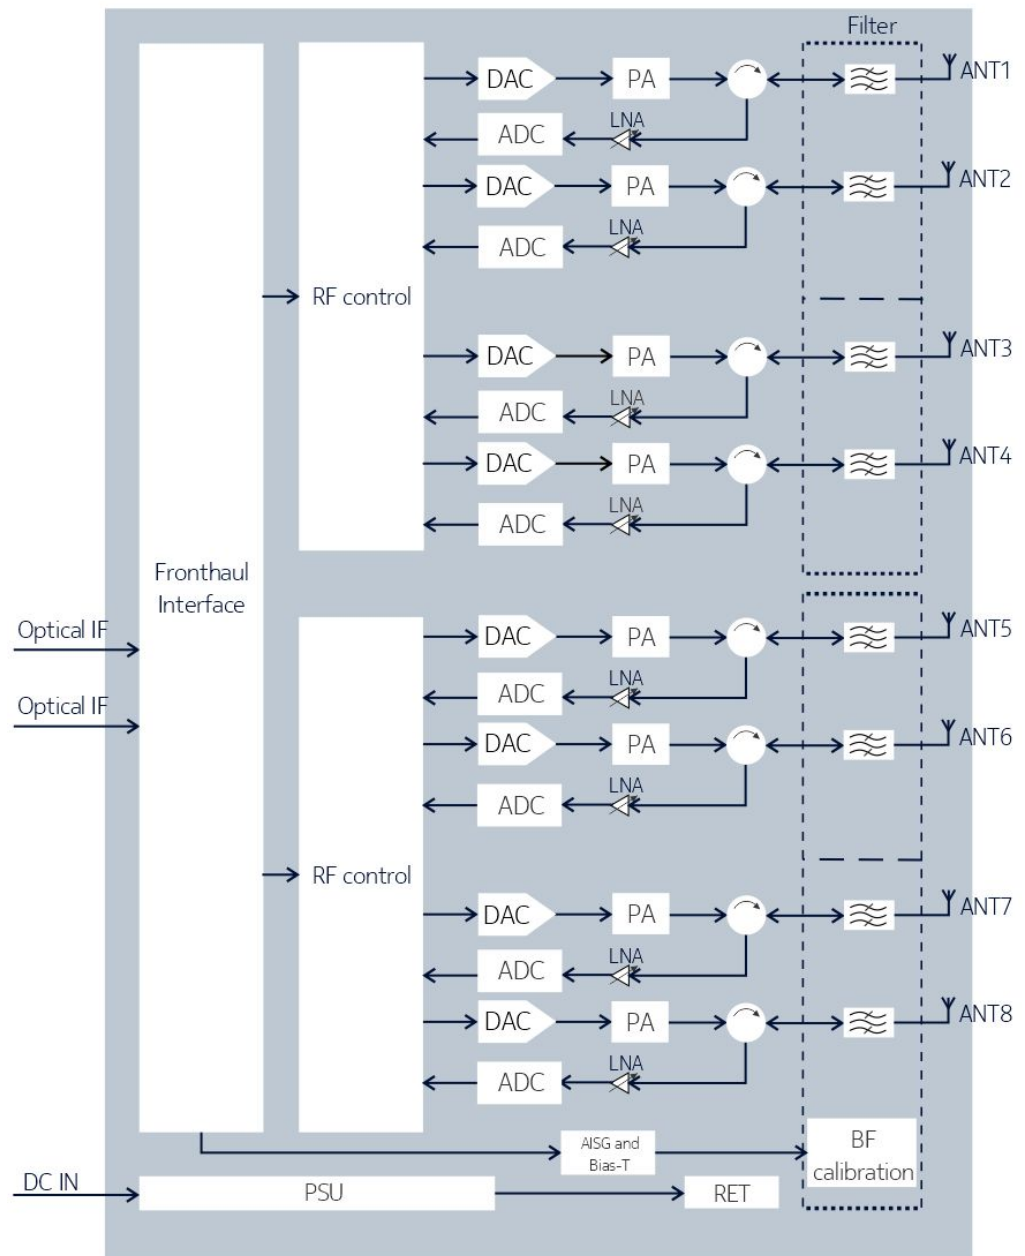 Filter
DAC
PA
ANT1
LNA
ADC
DAC
PA
ANT2
LNA
ADC
RF control
DAC
PA
ANT3
LNA
ADC
DAC
PA
ANT4
LNA
ADC
Fronthaul
Interface
Optical IF
DAC
PA
ANT5
LNA
ADC
Optical IF
DAC
PA
ANT6
LNA
ADC
RF control
DAC
PA
ANT7
LNA
ADC
DAC
PA
ANT8
LNA
ADC
AISG and
Bias-T
BF
calibration
DC IN
PSU
RET